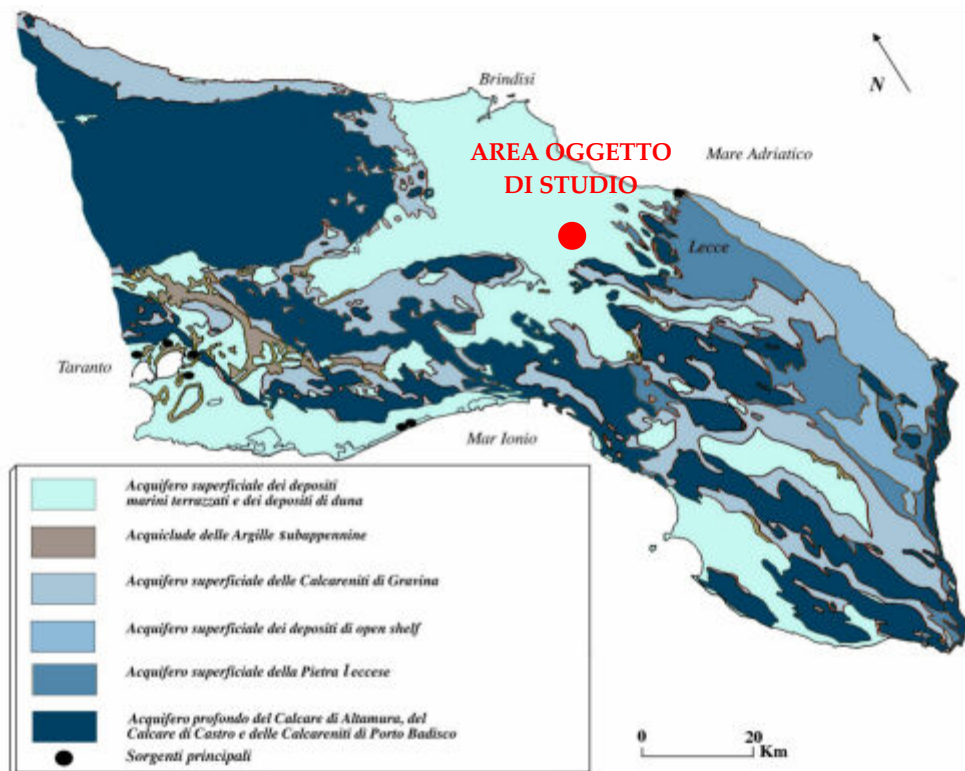 Brindisi
N
AREA OGGETTO
DI STUDIO
Mare Adriatico
Lecce
Taranto
Mar Ionio
Acquifero superficiale dei depositi
marini terrazzati e dei depositi di duna
Acquiclude delle Argille subappennine
Acquifero superficiale delle Calcareniti di Gravina
Acquifero superficiale dei depositi di open shelf
Acquifero superficiale della Pietra leccese
Acquifero profondo del Calcare di Altamura, del
Calcare di Castro e delle Calcareniti di Porto Badisco
Sorgenti principali
0 20
Km